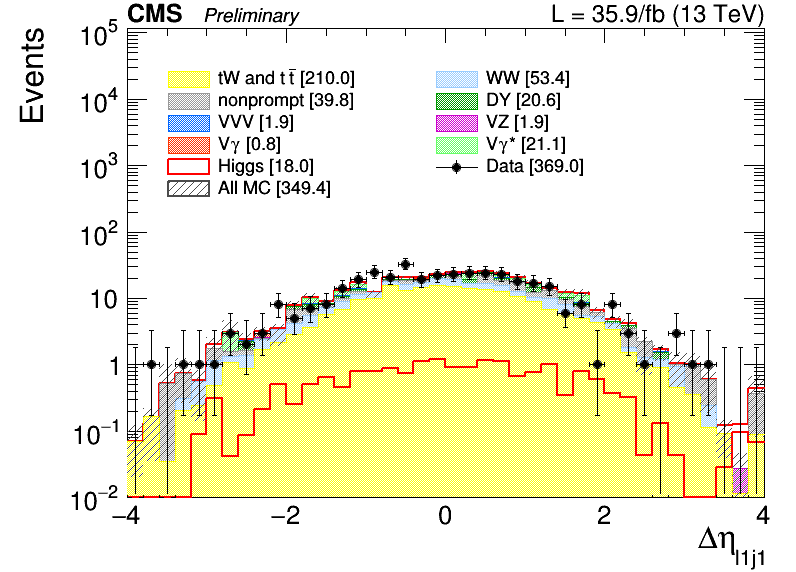 CMS Preliminary L = 35.9/fb (13 TeV)
Events
10^5
10^4
10^3
10^2
10
1
10^−1
10^−2
tW and tt̄ [210.0]
nonprompt [39.8]
VVV [1.9]
Vγ [0.8]
Higgs [18.0]
All MC [349.4]
WW [53.4]
DY [20.6]
VZ [1.9]
Vγ* [21.1]
Data [369.0]
−4 −2 0 2 4
Δη_l1j1